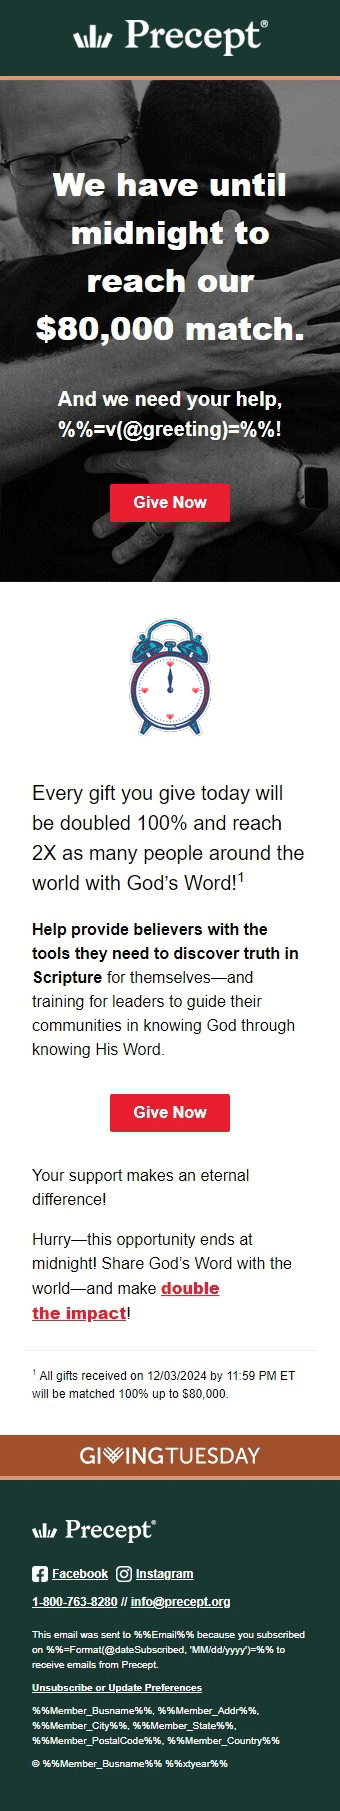 Precept®
We have until
midnight to
reach our
$80,000 match.
And we need your help,
%%=v(@greeting)=%%!
Give Now
Every gift you give today will
be doubled 100% and reach
2X as many people around the
world with God’s Word!¹
Help provide believers with the
tools they need to discover truth in
Scripture for themselves—and
training for leaders to guide their
communities in knowing God through
knowing His Word.
Give Now
Your support makes an eternal
difference!
Hurry—this opportunity ends at
midnight! Share God’s Word with the
world—and make double
the impact!
¹ All gifts received on 12/03/2024 by 11:59 PM ET
will be matched 100% up to $80,000.
GIVINGTUESDAY
Precept®
Facebook Instagram
1-800-763-8280 // info@precept.org
This email was sent to %%Email%% because you subscribed
on %%=Format(@dateSubscribed, 'MM/dd/yyyy')=%% to
receive emails from Precept.
Unsubscribe or Update Preferences
%%Member_Busname%%, %%Member_Addr%%,
%%Member_City%%, %%Member_State%%,
%%Member_PostalCode%%, %%Member_Country%%
© %%Member_Busname%% %%xtyear%%